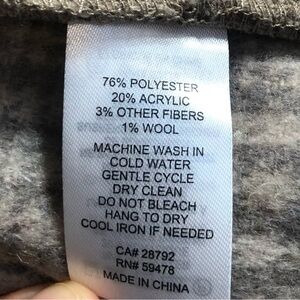 76% POLYESTER
20% ACRYLIC
3% OTHER FIBERS
1% WOOL
MACHINE WASH IN
COLD WATER
GENTLE CYCLE
DRY CLEAN
DO NOT BLEACH
HANG TO DRY
COOL IRON IF NEEDED
CA# 28792
RN# 59478
MADE IN CHINA